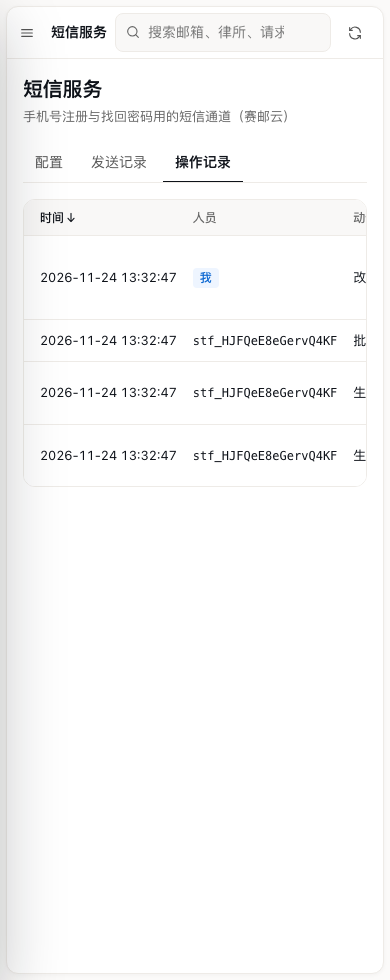 短信服务
搜索邮箱、律所、请求
短信服务
手机号注册与找回密码用的短信通道（赛邮云）
配置 发送记录 操作记录
时间↓ 人员 动
2026-11-24 13:32:47 我 改
2026-11-24 13:32:47 stf_HJFQeE8eGervQ4KF 批
2026-11-24 13:32:47 stf_HJFQeE8eGervQ4KF 生
2026-11-24 13:32:47 stf_HJFQeE8eGervQ4KF 生